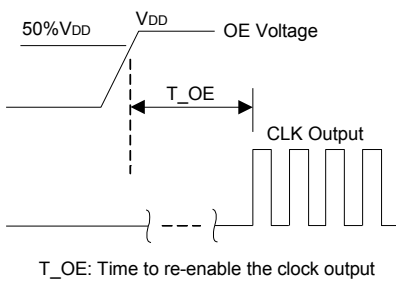 50%VDD
VDD
OE Voltage
T_OE
CLK Output
T_OE: Time to re-enable the clock output